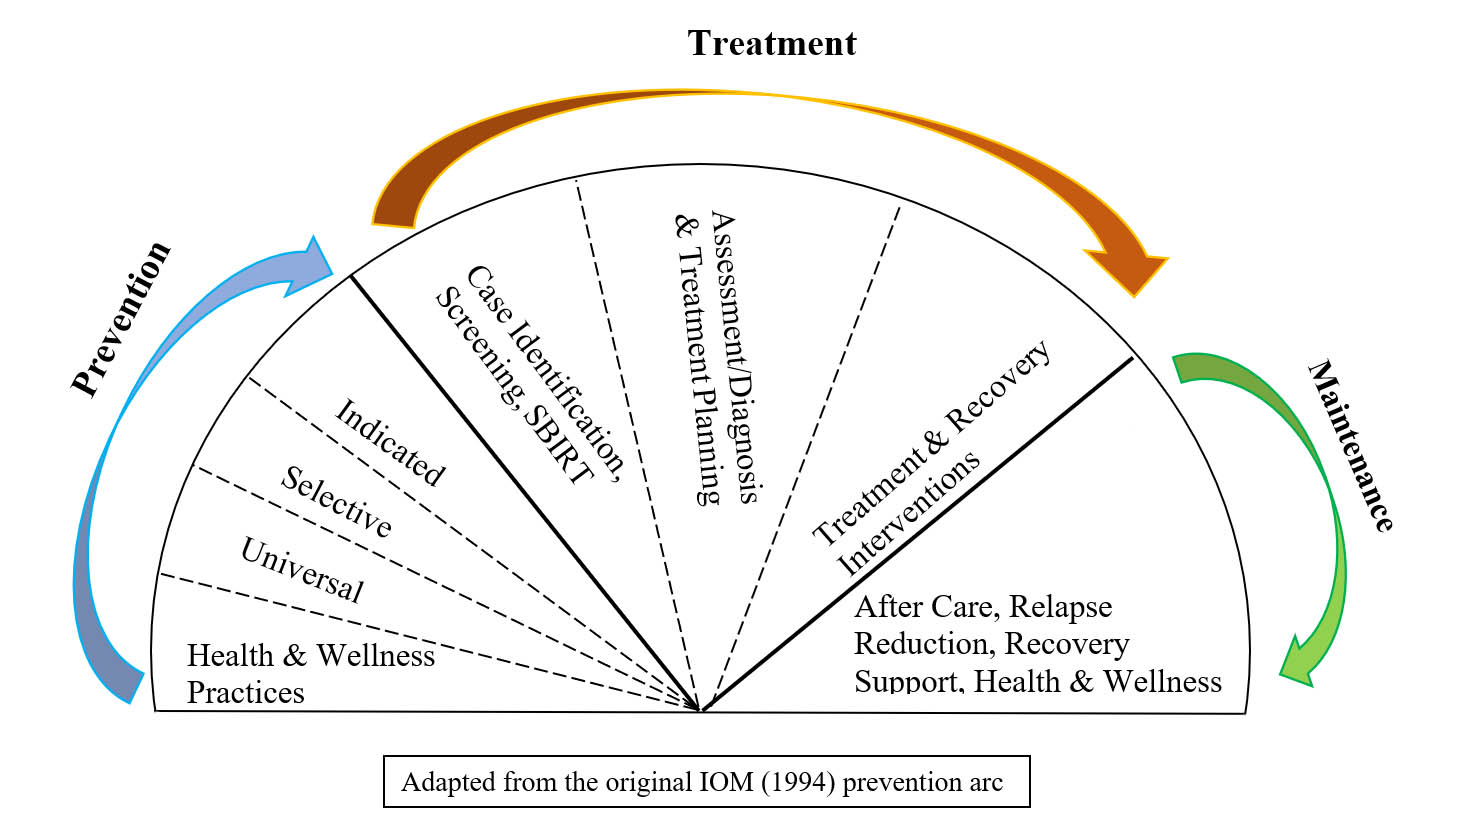 Treatment
Prevention
Maintenance
Health & Wellness
Practices
Universal
Selective
Indicated
Case Identification,
Screening, SBIRT
Assessment/Diagnosis
& Treatment Planning
Treatment & Recovery
Interventions
After Care, Relapse
Reduction, Recovery
Support, Health & Wellness
Adapted from the original IOM (1994) prevention arc